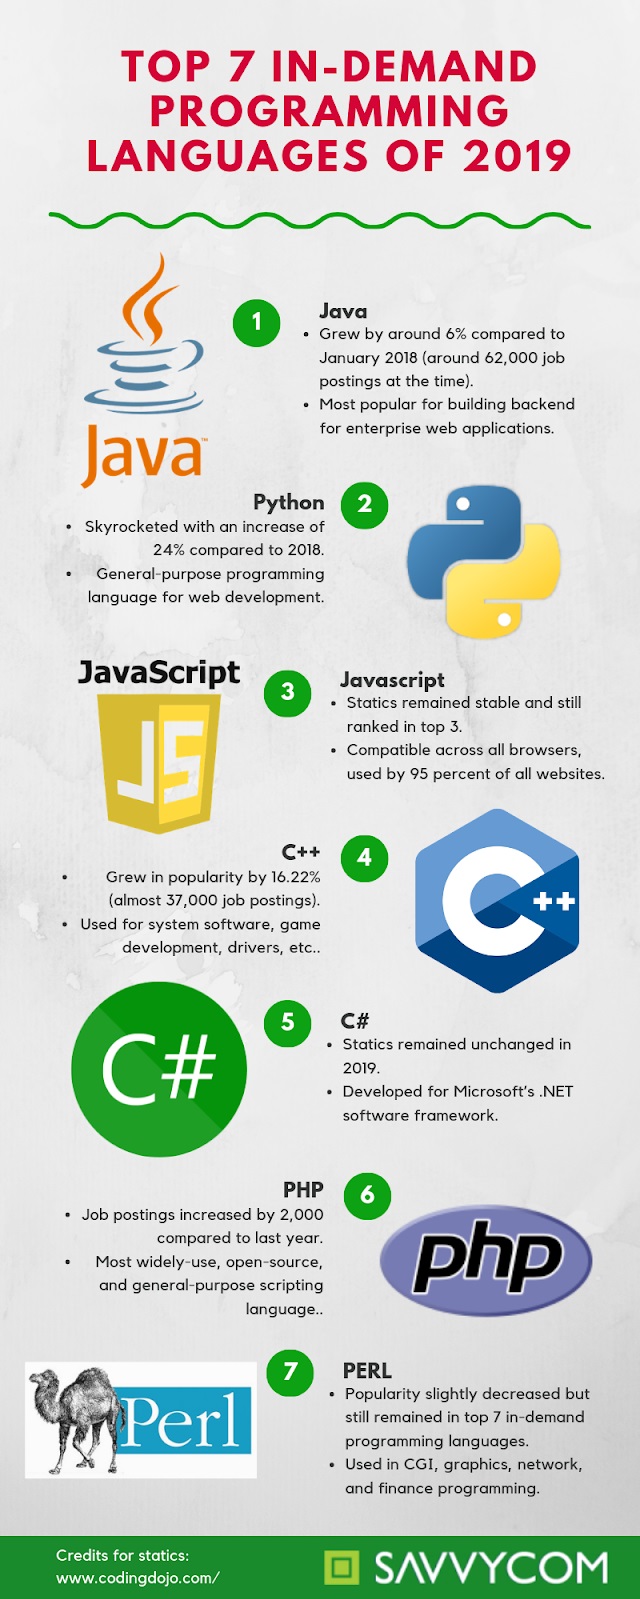 TOP 7 IN-DEMAND
PROGRAMMING
LANGUAGES OF 2019
Java™
1
Java
• Grew by around 6% compared to
January 2018 (around 62,000 job
postings at the time).
• Most popular for building backend
for enterprise web applications.
Python
2
• Skyrocketed with an increase of
24% compared to 2018.
• General-purpose programming
language for web development.
JavaScript
JS
3
Javascript
• Statics remained stable and still
ranked in top 3.
• Compatible across all browsers,
used by 95 percent of all websites.
C++
4
• Grew in popularity by 16.22%
(almost 37,000 job postings).
• Used for system software, game
development, drivers, etc..
C++
C#
5
C#
• Statics remained unchanged in
2019.
• Developed for Microsoft's .NET
software framework.
PHP
6
• Job postings increased by 2,000
compared to last year.
• Most widely-use, open-source,
and general-purpose scripting
language..
php
Perl
7
PERL
• Popularity slightly decreased but
still remained in top 7 in-demand
programming languages.
• Used in CGI, graphics, network,
and finance programming.
Credits for statics:
www.codingdojo.com/
SAVVYCOM